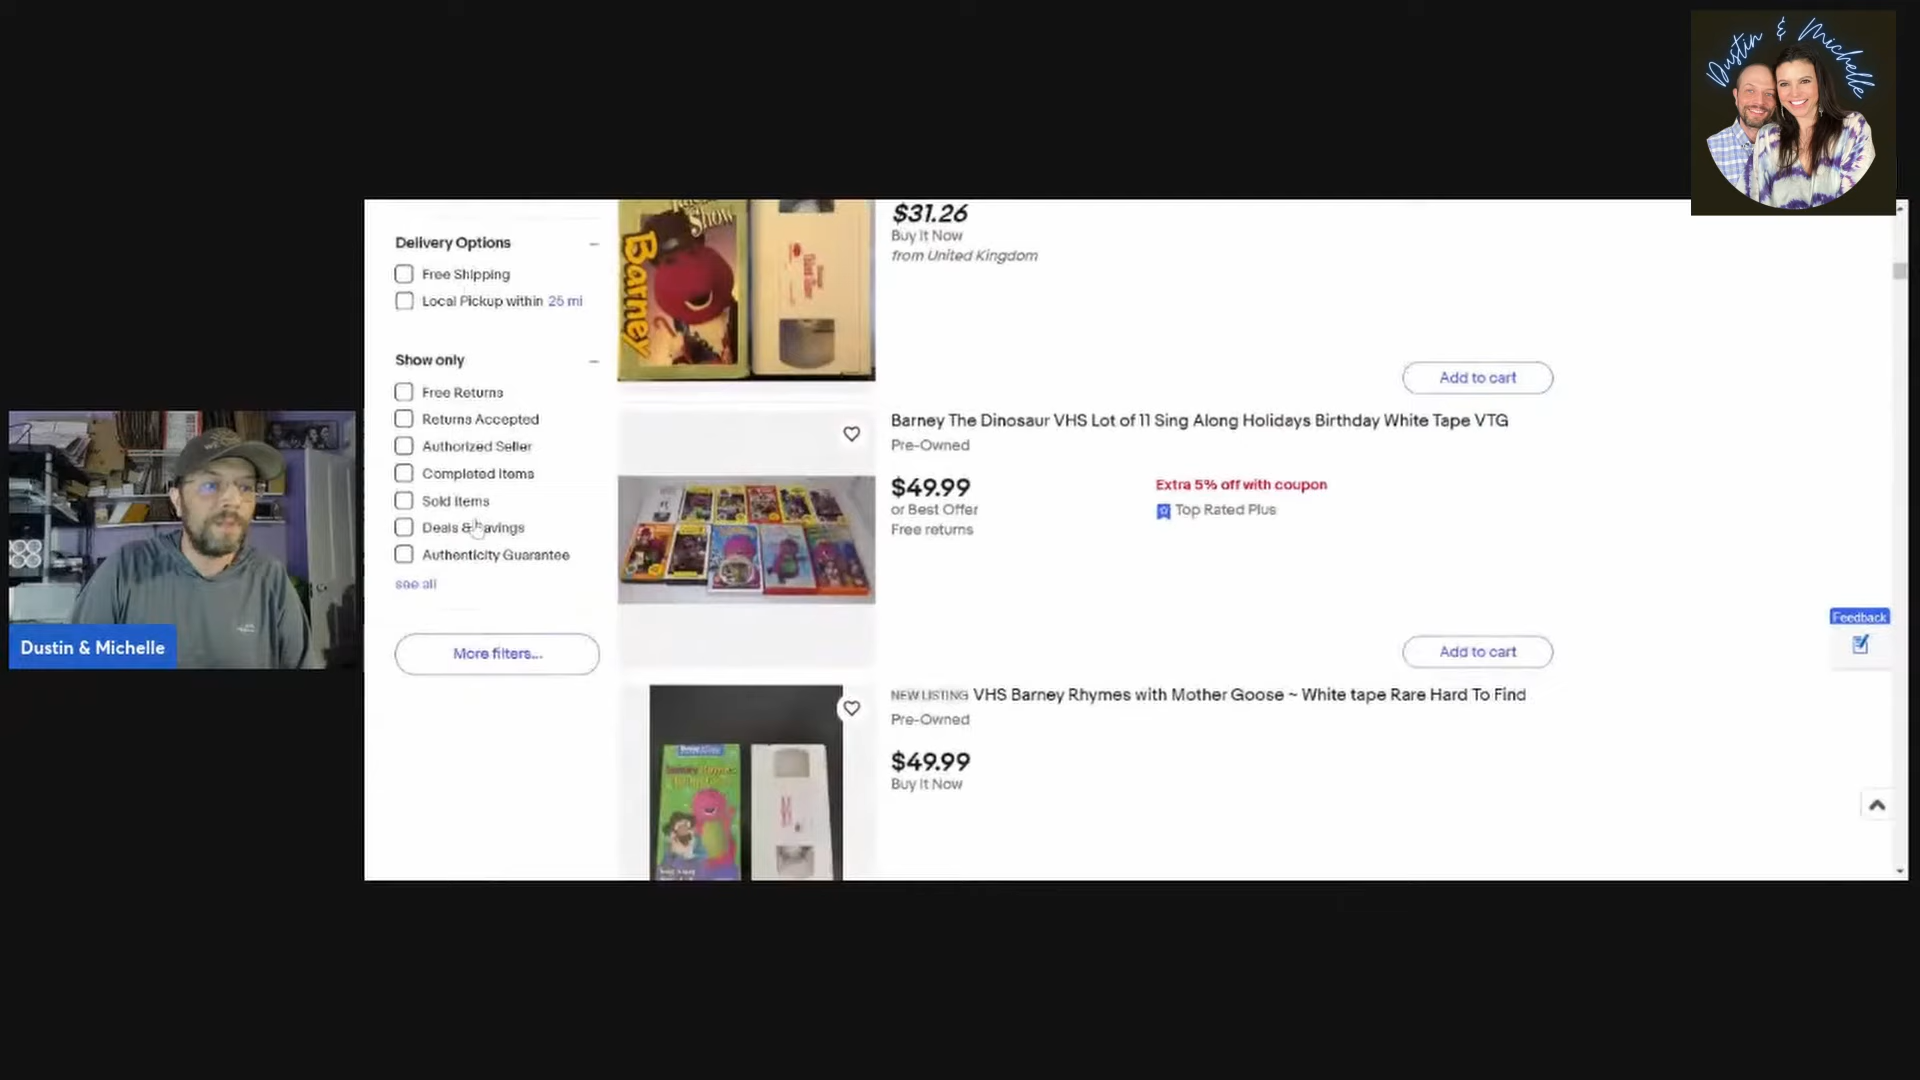 Dustin & Michelle
$31.26
Buy It Now
from United Kingdom
Add to cart
Delivery Options
Free Shipping
Local Pickup within 25 mi
Show only
Free Returns
Returns Accepted
Authorized Seller
Completed Items
Sold Items
Deals & Savings
Authenticity Guarantee
see all
More filters...
Show
Barney
Barney The Dinosaur VHS Lot of 11 Sing Along Holidays Birthday White Tape VTG
Pre-Owned
$49.99
or Best Offer
Free returns
Extra 5% off with coupon
Top Rated Plus
Add to cart
NEW LISTING VHS Barney Rhymes with Mother Goose ~ White tape Rare Hard To Find
Pre-Owned
$49.99
Buy It Now
Feedback
Dustin & Michelle